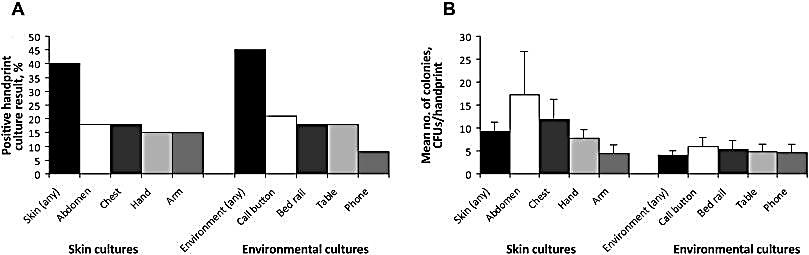 A
Positive handprint
culture result, %
50
45
40
35
30
25
20
15
10
5
0
Skin (any)
Abdomen
Chest
Hand
Arm
Environment (any)
Call button
Bed rail
Table
Phone
Skin cultures
Environmental cultures
B
Mean no. of colonies,
CFUs/handprint
30
25
20
15
10
5
0
Skin (any)
Abdomen
Chest
Hand
Arm
Environment (any)
Call button
Bed rail
Table
Phone
Skin cultures
Environmental cultures